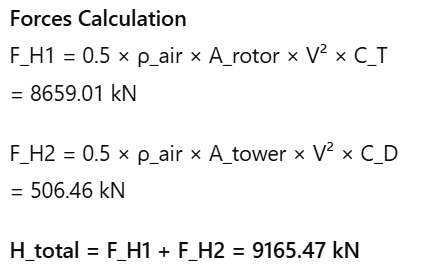 Forces Calculation
F_H1 = 0.5 × ρ_air × A_rotor × V² × C_T
= 8659.01 kN
F_H2 = 0.5 × ρ_air × A_tower × V² × C_D
= 506.46 kN
H_total = F_H1 + F_H2 = 9165.47 kN